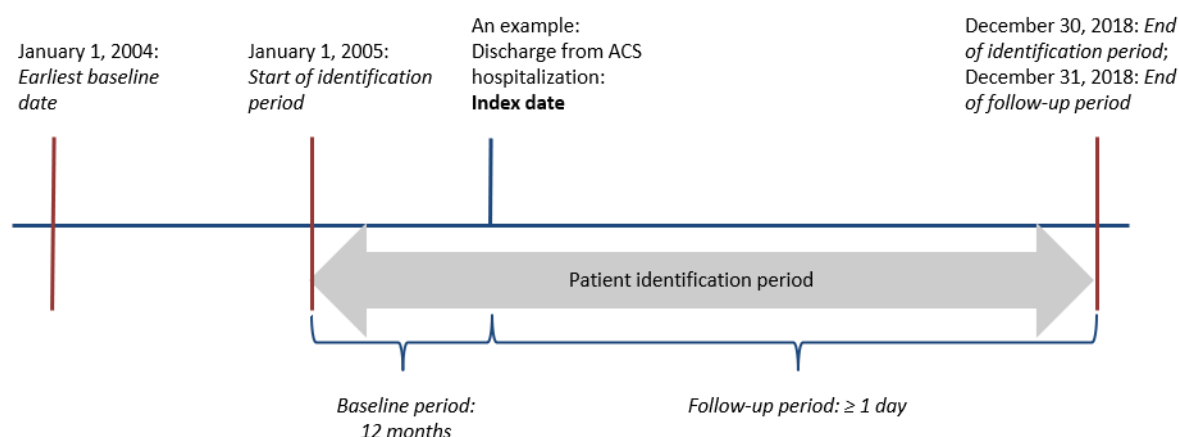 January 1, 2004:
Earliest baseline
date
January 1, 2005:
Start of identification
period
An example:
Discharge from ACS
hospitalization:
Index date
December 30, 2018: End
of identification period;
December 31, 2018: End
of follow-up period
Patient identification period
Baseline period:
12 months
Follow-up period: ≥ 1 day